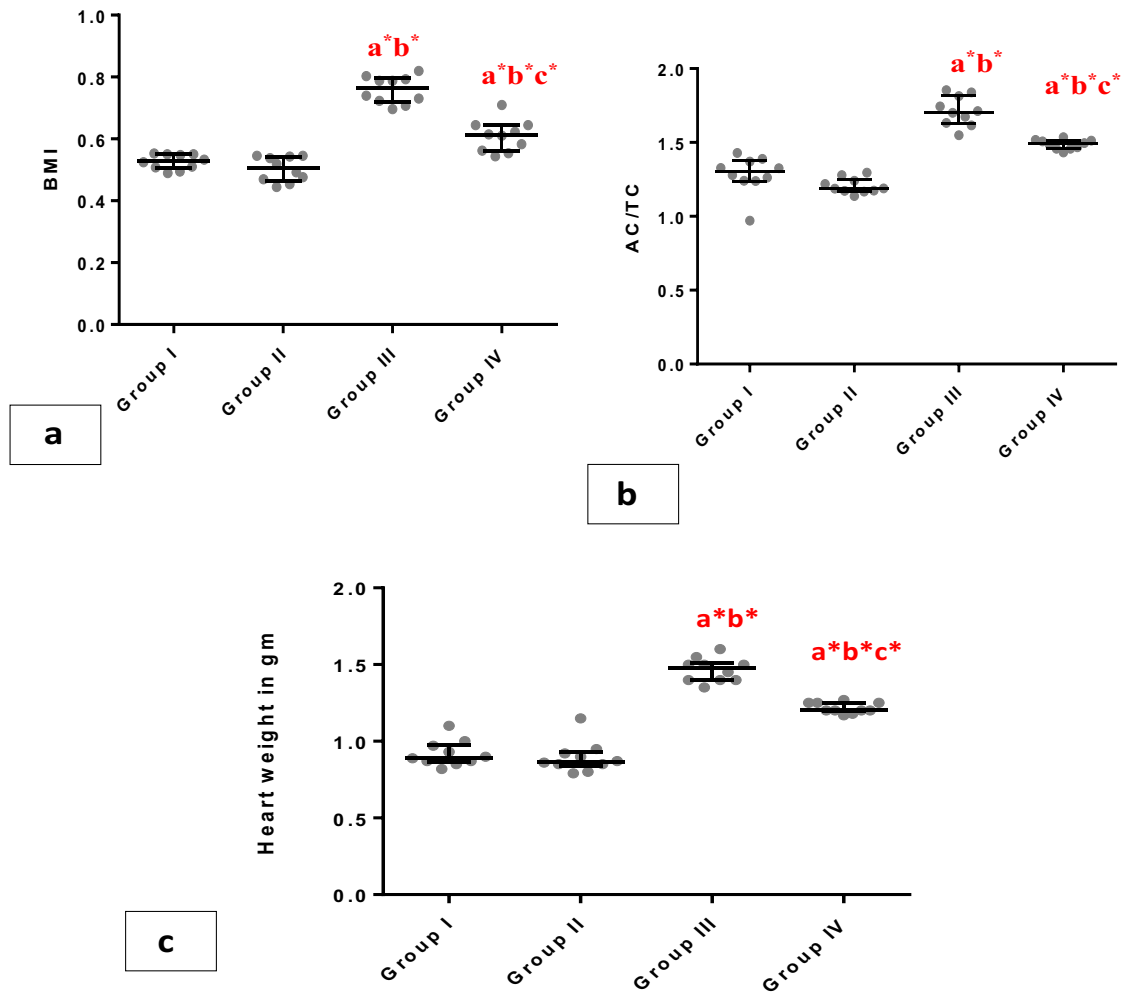 1.0
0.8
0.6
0.4
0.2
0.0
BMI
a*b*
a*b*c*
Group I
Group II
Group III
Group IV
a
2.0
1.5
1.0
0.5
0.0
AC/TC
a*b*
a*b*c*
Group I
Group II
Group III
Group IV
b
2.0
1.5
1.0
0.5
0.0
Heart weight in gm
a*b*
a*b*c*
Group I
Group II
Group III
Group IV
c